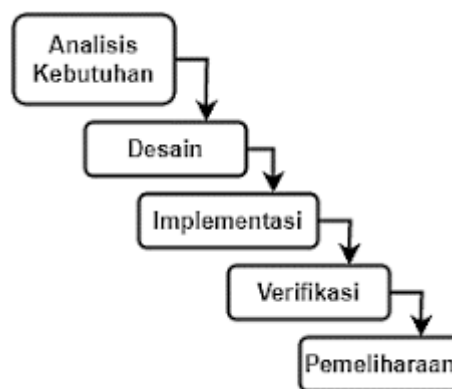 Analisis
Kebutuhan
Desain
Implementasi
Verifikasi
Pemeliharaan